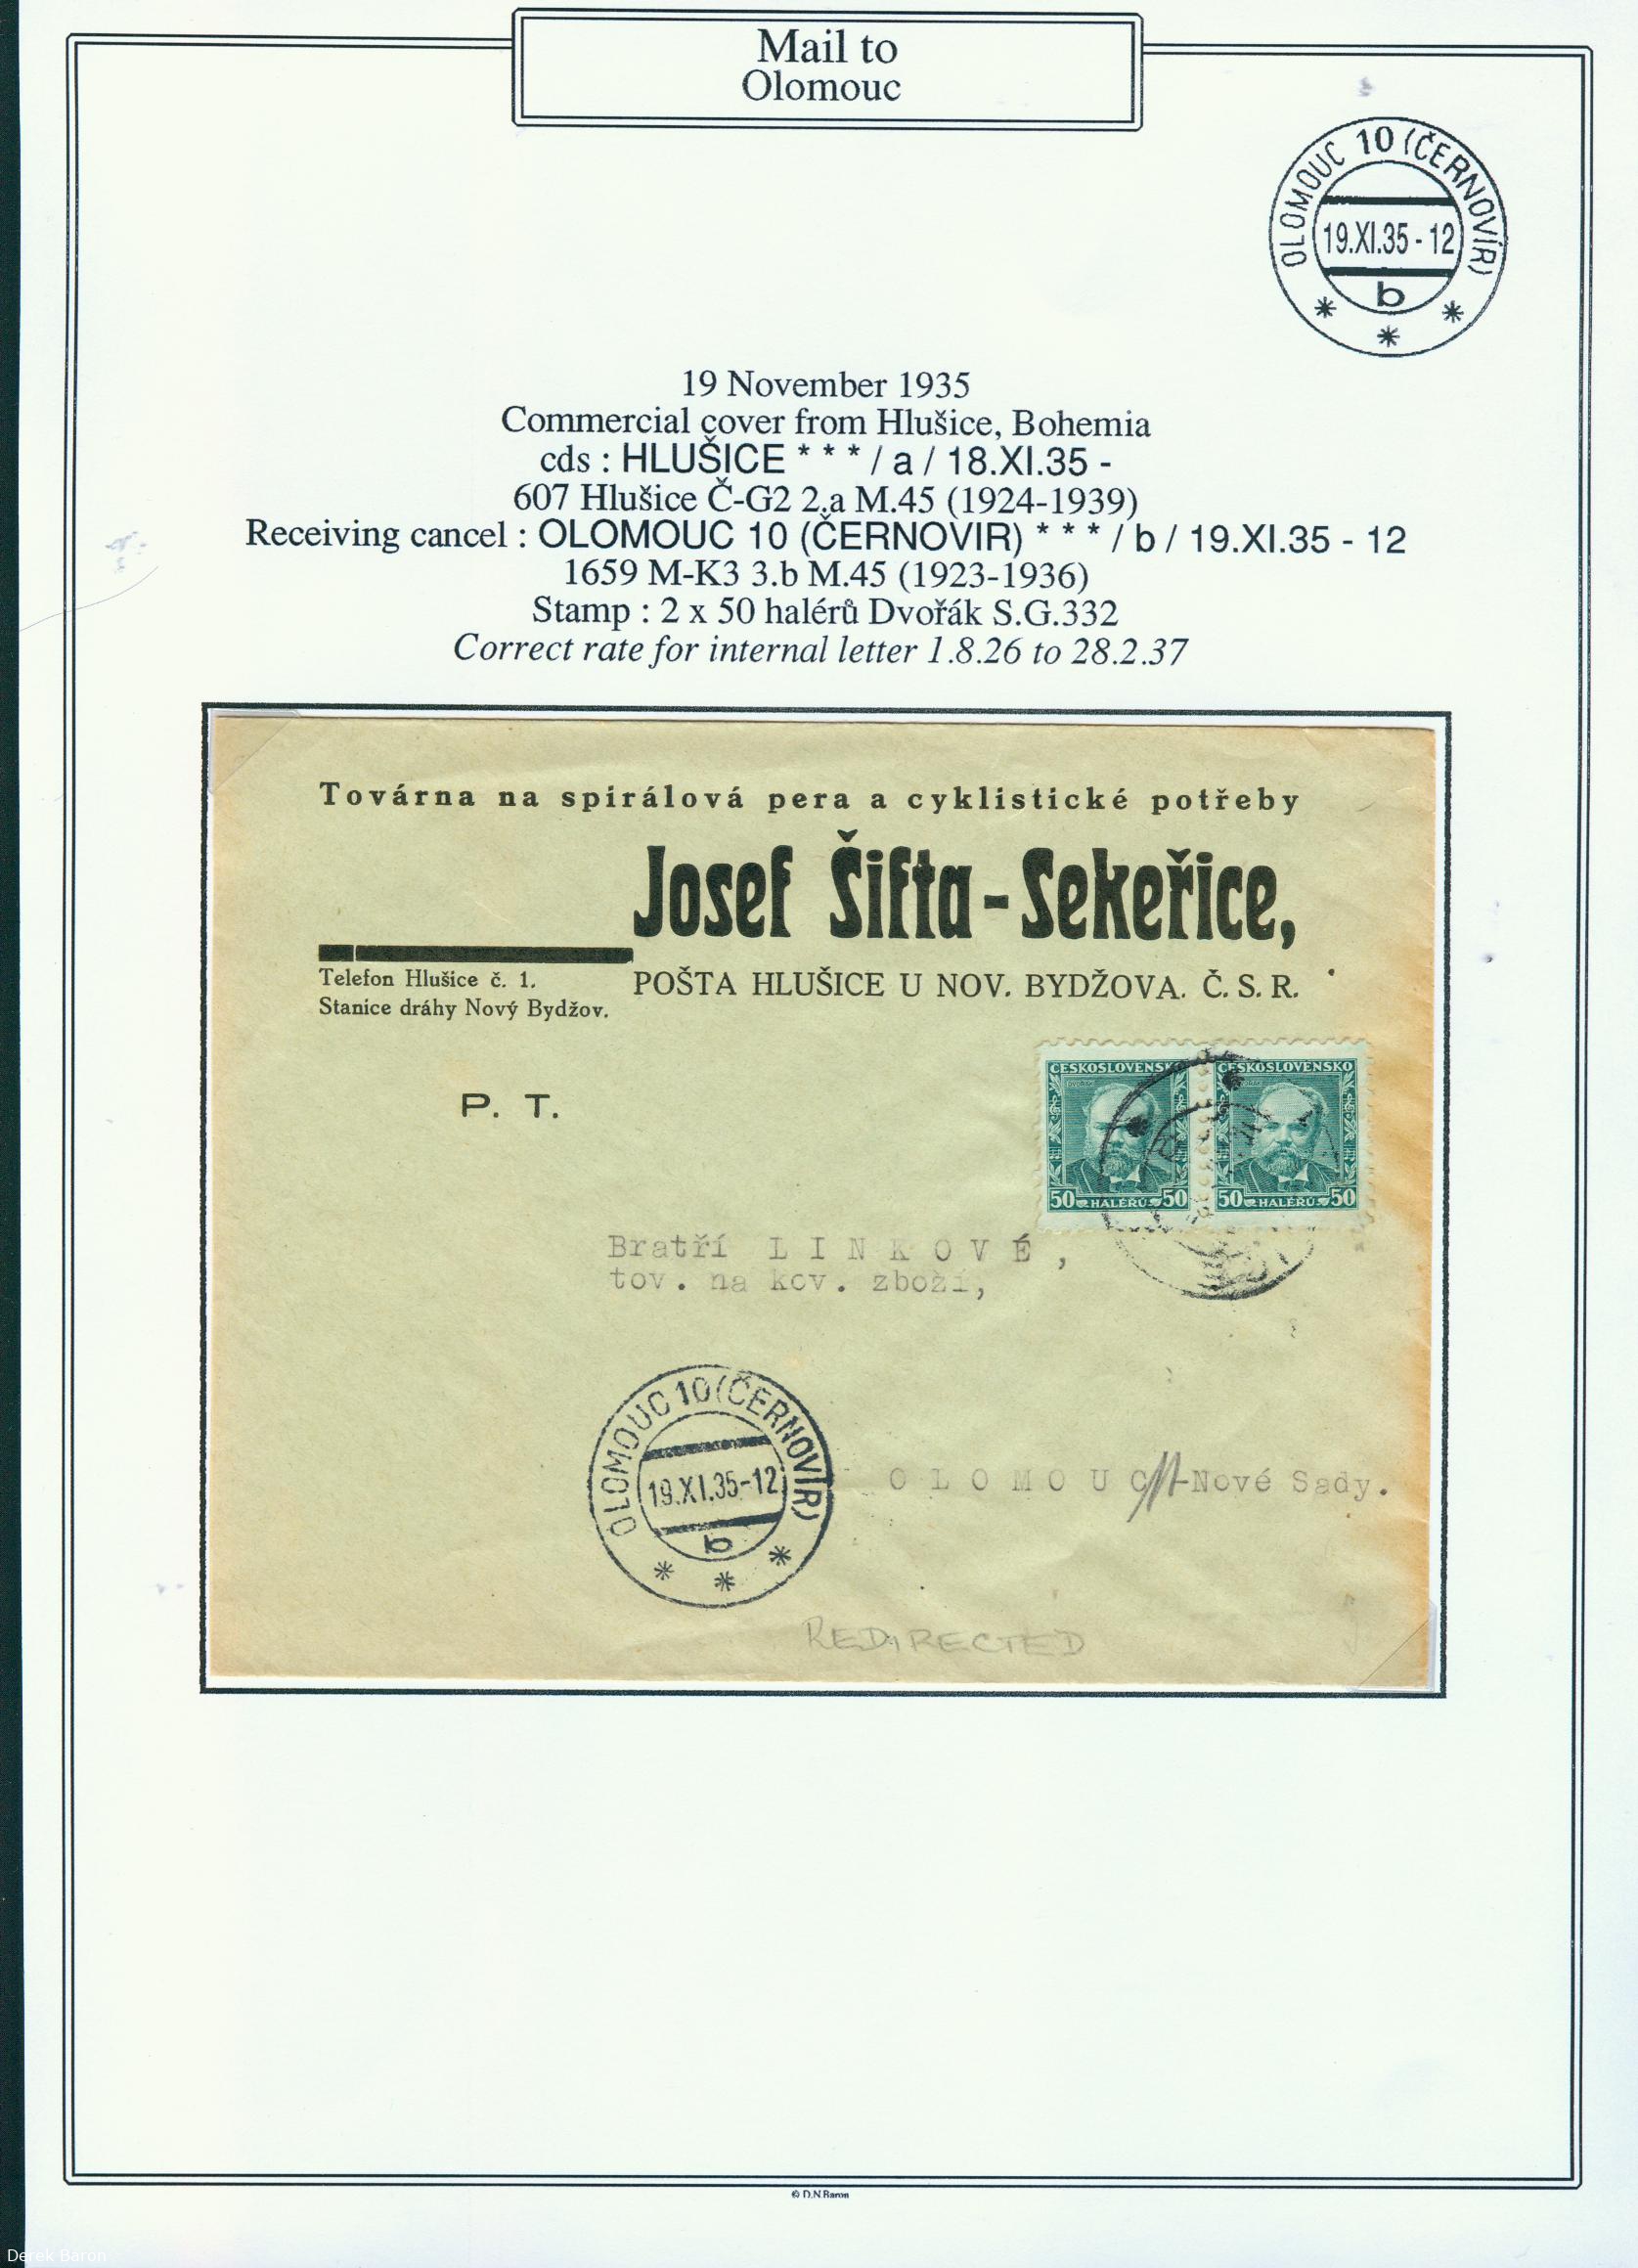 Mail to
Olomouc
OLOMOUC 10 (ČERNOVÍR)
19.XI.35 - 12
b
* * *
19 November 1935
Commercial cover from Hlušice, Bohemia
cds : HLUŠICE * * * / a / 18.XI.35 -
607 Hlušice Č-G2 2.a M.45 (1924-1939)
Receiving cancel : OLOMOUC 10 (ČERNOVIR) * * * / b / 19.XI.35 - 12
1659 M-K3 3.b M.45 (1923-1936)
Stamp : 2 x 50 halérů Dvořák S.G.332
Correct rate for internal letter 1.8.26 to 28.2.37
Továrna na spirálová pera a cyklistické potřeby
Josef Šifta-Sekeřice,
Telefon Hlušice č. 1.
Stanice dráhy Nový Bydžov.
POŠTA HLUŠICE U NOV. BYDŽOVA. Č. S. R.
P. T.
ČESKOSLOVENSKO
50 HALÉŘŮ 50
ČESKOSLOVENSKO
50 HALÉŘŮ 50
Bratří LINKOVÉ,
tov. na kov. zboží,
OLOMOUC 10 (ČERNOVÍR)
19.XI.35-12
b
* * *
OLOMOUC-Nové Sady.
REDIRECTED
© D.N.Baron
Derek Baron